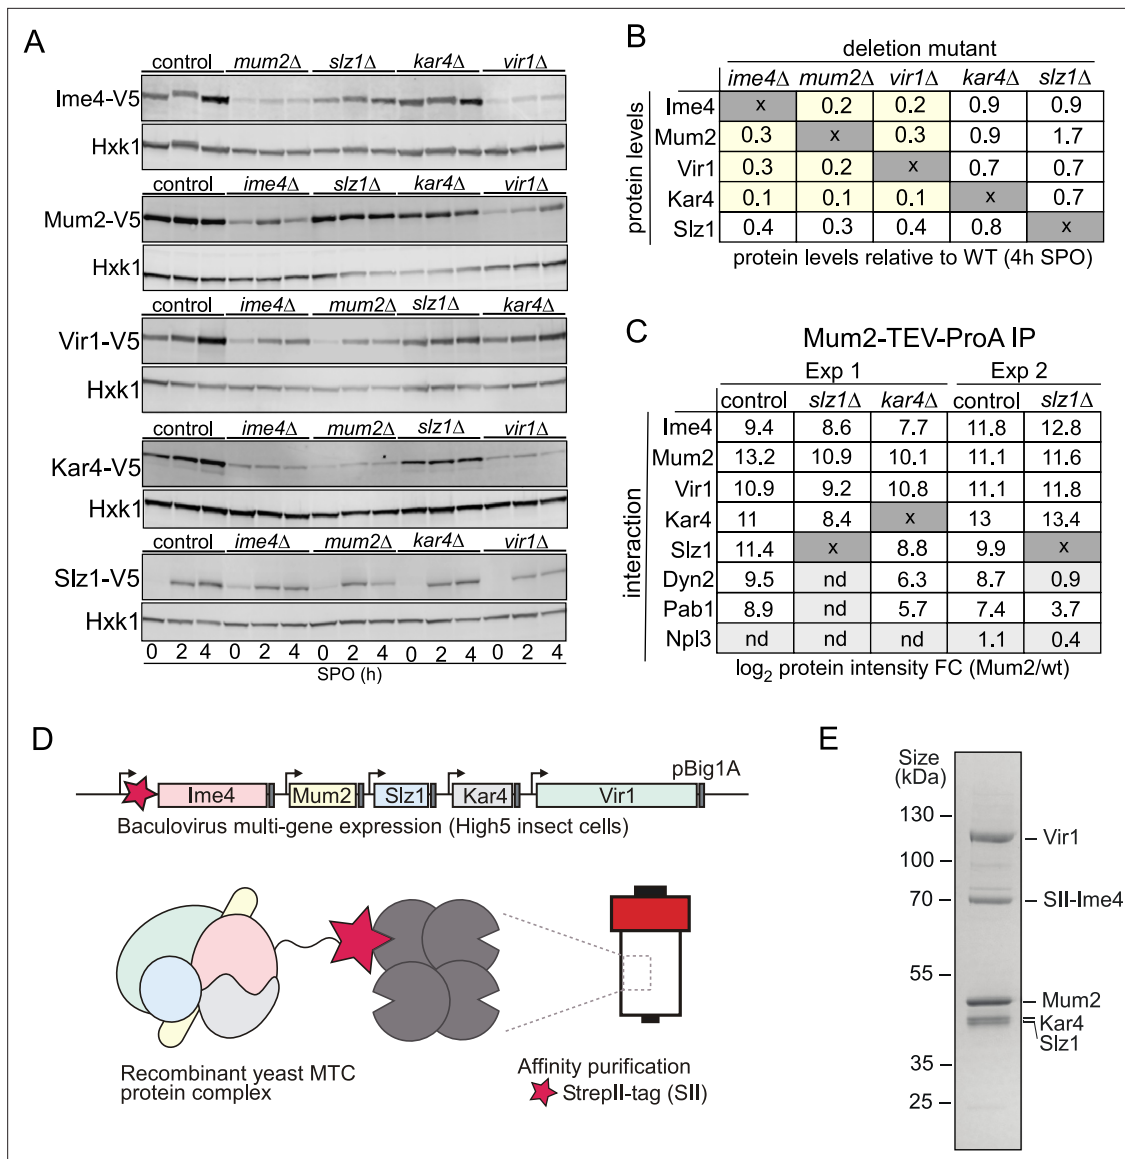 A
control mum2Δ slz1Δ kar4Δ vir1Δ
Ime4-V5
Hxk1
control ime4Δ slz1Δ kar4Δ vir1Δ
Mum2-V5
Hxk1
control ime4Δ mum2Δ slz1Δ kar4Δ
Vir1-V5
Hxk1
control ime4Δ mum2Δ slz1Δ vir1Δ
Kar4-V5
Hxk1
control ime4Δ mum2Δ kar4Δ vir1Δ
Slz1-V5
Hxk1
0 2 4 0 2 4 0 2 4 0 2 4 0 2 4
SPO (h)
B
deletion mutant
ime4Δ mum2Δ vir1Δ kar4Δ slz1Δ
protein levels
Ime4 x 0.2 0.2 0.9 0.9
Mum2 0.3 x 0.3 0.9 1.7
Vir1 0.3 0.2 x 0.7 0.7
Kar4 0.1 0.1 0.1 x 0.7
Slz1 0.4 0.3 0.4 0.8 x
protein levels relative to WT (4h SPO)
C
Mum2-TEV-ProA IP
Exp 1 Exp 2
control slz1Δ kar4Δ control slz1Δ
interaction
Ime4 9.4 8.6 7.7 11.8 12.8
Mum2 13.2 10.9 10.1 11.1 11.6
Vir1 10.9 9.2 10.8 11.1 11.8
Kar4 11 8.4 x 13 13.4
Slz1 11.4 x 8.8 9.9 x
Dyn2 9.5 nd 6.3 8.7 0.9
Pab1 8.9 nd 5.7 7.4 3.7
Npl3 nd nd nd 1.1 0.4
log2 protein intensity FC (Mum2/wt)
D
pBig1A
Ime4 Mum2 Slz1 Kar4 Vir1
Baculovirus multi-gene expression (High5 insect cells)
Recombinant yeast MTC
protein complex
Affinity purification
StrepII-tag (SII)
E
Size
(kDa)
130
100
70
55
35
25
Vir1
SII-Ime4
Mum2
Kar4
Slz1